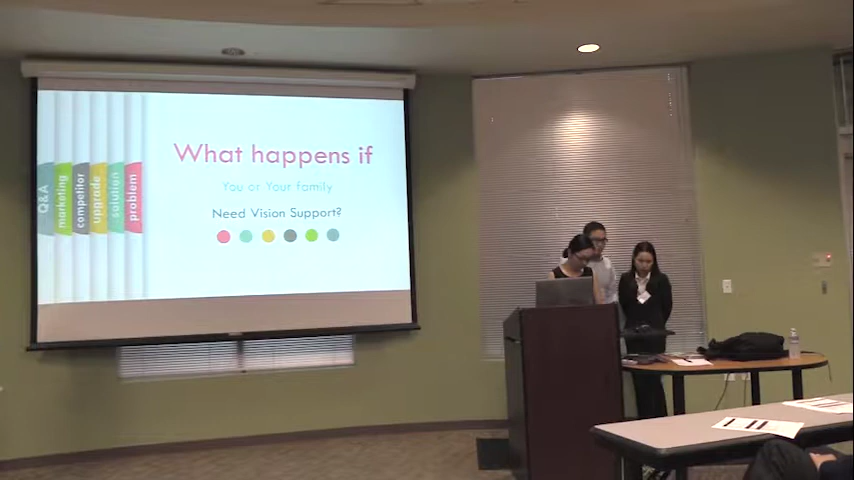 What happens if
You or Your family
Need Vision Support?
Q&A
marketing
competitor
upgrade
solution
problem